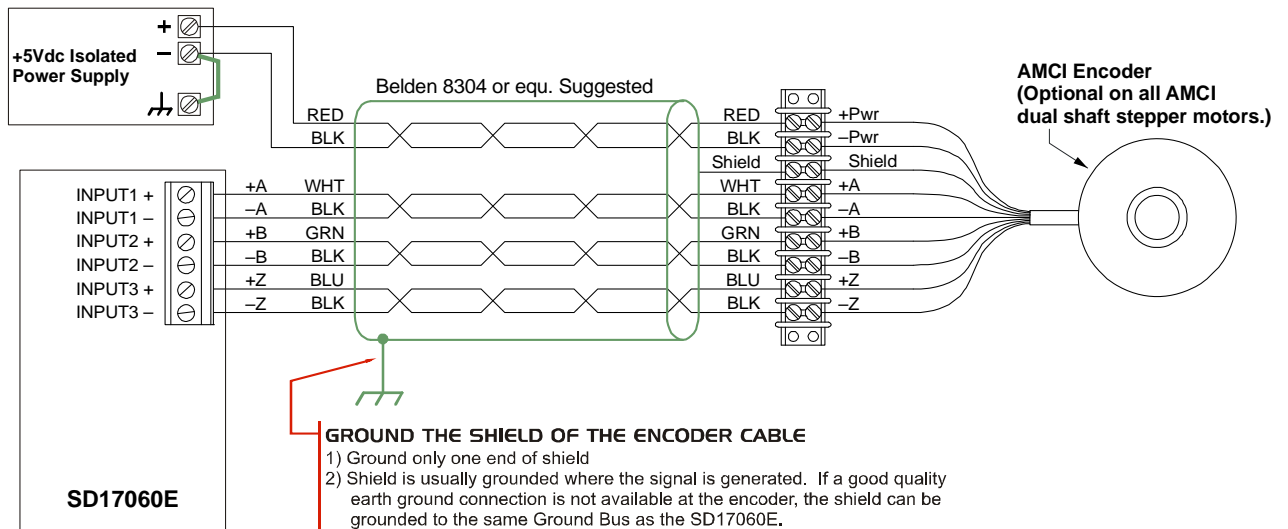 +
−
+5Vdc Isolated
Power Supply
Belden 8304 or equ. Suggested
AMCI Encoder
(Optional on all AMCI
dual shaft stepper motors.)
RED
BLK
RED
BLK
Shield
+Pwr
–Pwr
Shield
INPUT1 + +A WHT WHT +A
INPUT1 – –A BLK BLK –A
INPUT2 + +B GRN GRN +B
INPUT2 – –B BLK BLK –B
INPUT3 + +Z BLU BLU +Z
INPUT3 – –Z BLK BLK –Z
GROUND THE SHIELD OF THE ENCODER CABLE
1) Ground only one end of shield
2) Shield is usually grounded where the signal is generated. If a good quality
earth ground connection is not available at the encoder, the shield can be
grounded to the same Ground Bus as the SD17060E.
SD17060E